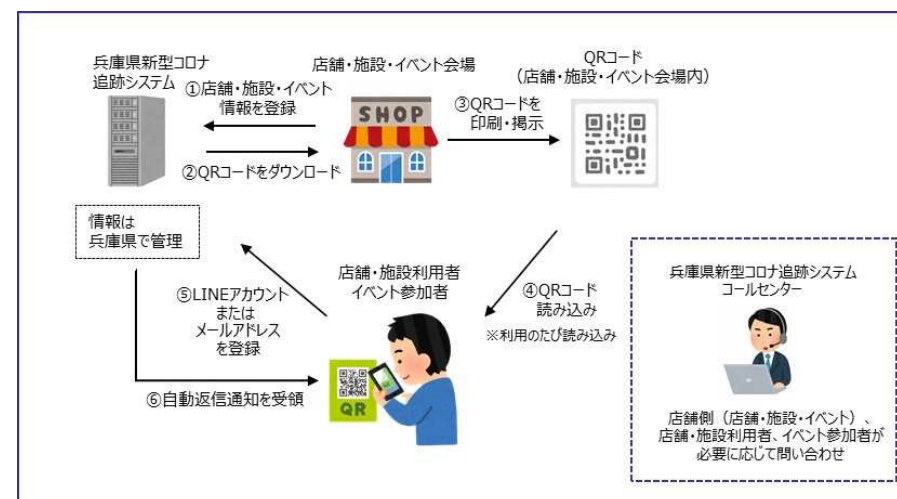 兵庫県新型コロナ
追跡システム
①店舗・施設・イベント
情報を登録
②QRコードをダウンロード
店舗・施設・イベント会場
SHOP
③QRコードを
印刷・掲示
QRコード
（店舗・施設・イベント会場内）
情報は
兵庫県で管理
④QRコード
読み込み
※利用のたび読み込み
店舗・施設利用者
イベント参加者
QR
⑤LINEアカウント
または
メールアドレス
を登録
⑥自動返信通知を受領
兵庫県新型コロナ追跡システム
コールセンター
店舗側（店舗・施設・イベント）、
店舗・施設利用者、イベント参加者が
必要に応じて問い合わせ